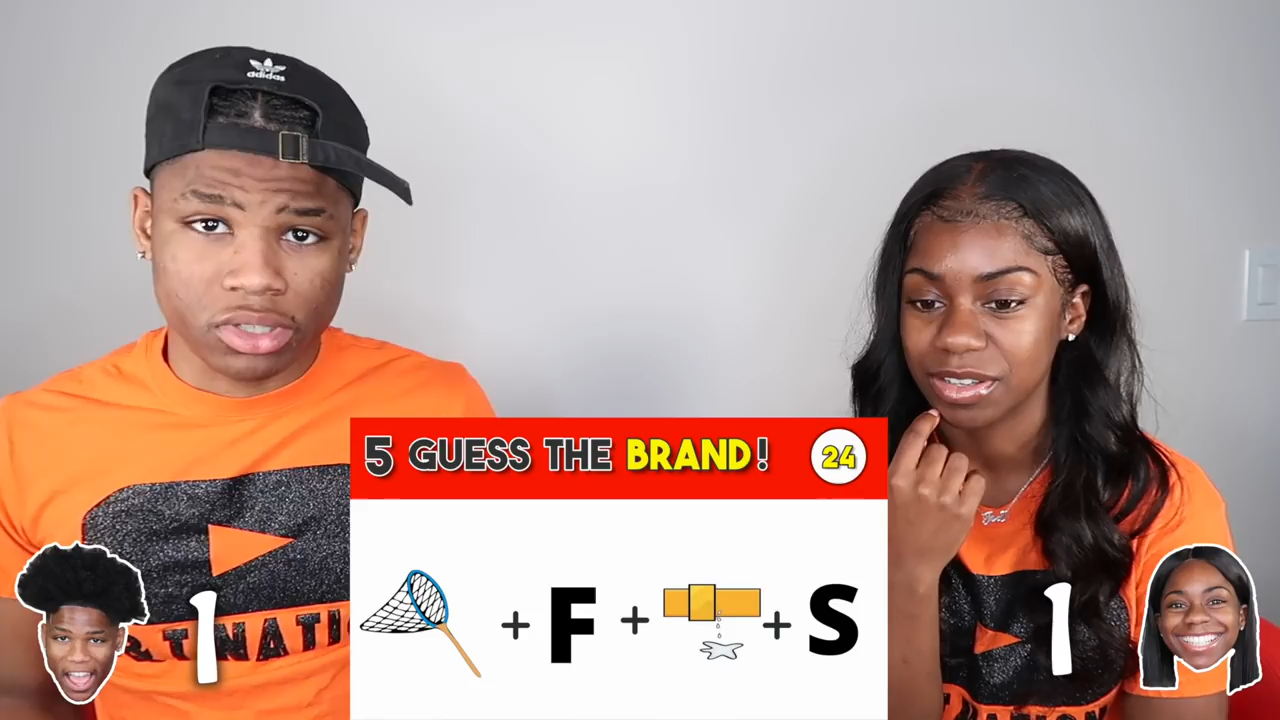 adidas
5 GUESS THE BRAND!
24
+ F + + S
1
1